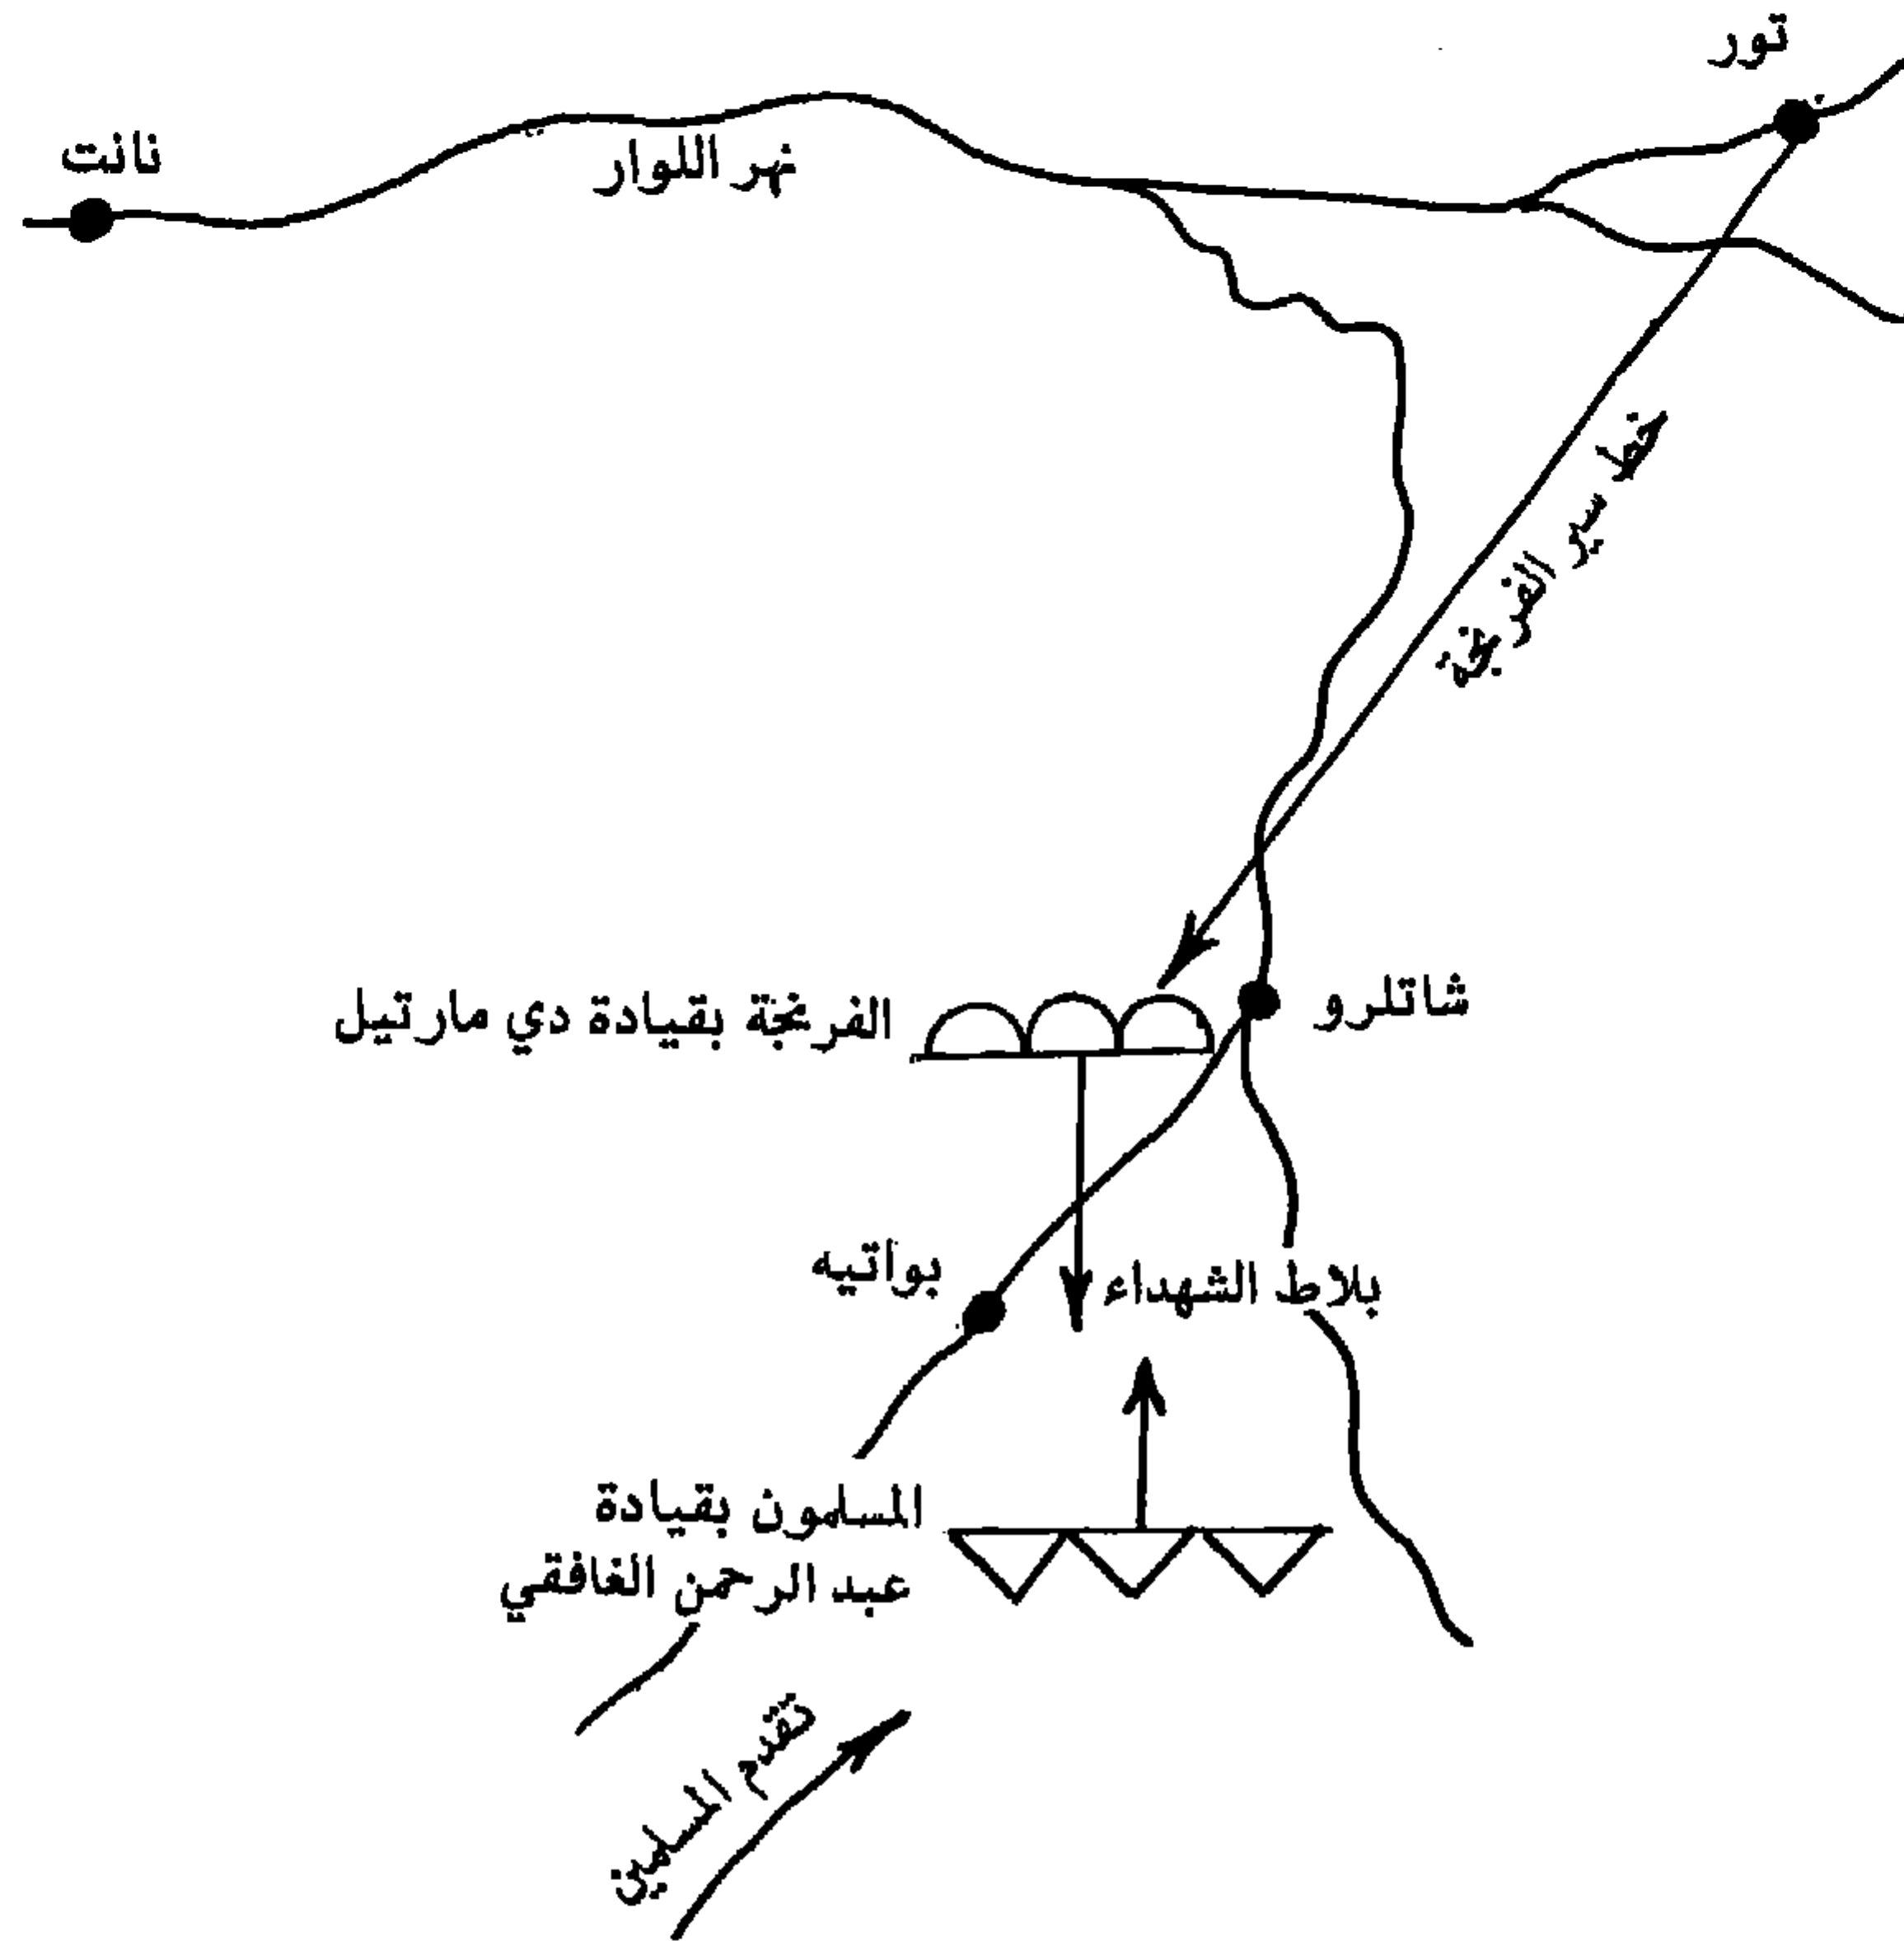 تور
نانت
نهر اللوار
خط سير الفرنجة
شاتلرو
الفرنجة بقيادة دي مارتيل
بواتيه
بلاط الشهداء
المسلمون بقيادة
عبد الرحمن الغافقي
تقدم المسلمين